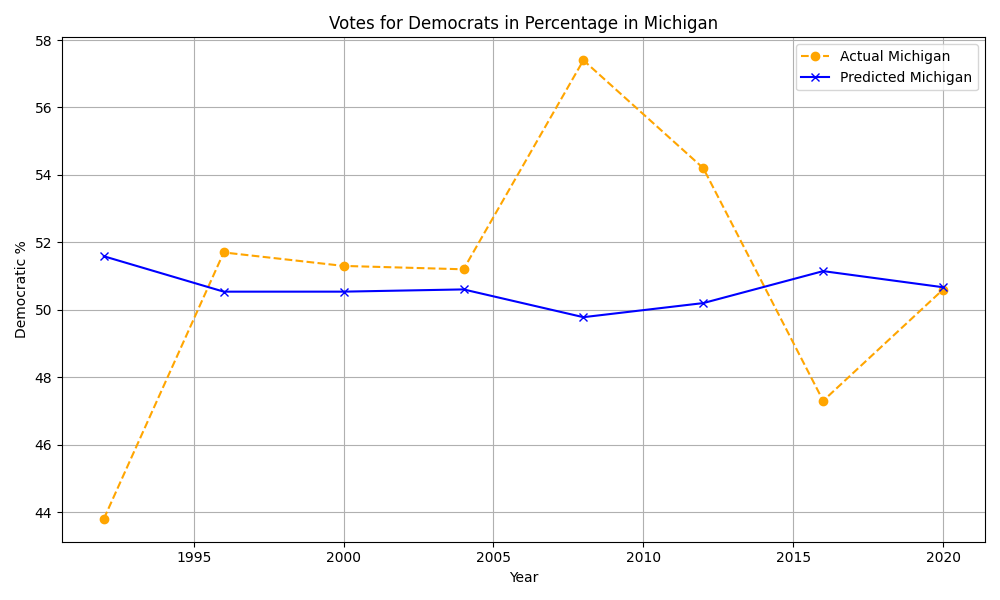 Votes for Democrats in Percentage in Michigan
Actual Michigan
Predicted Michigan
58
56
54
52
50
48
46
44
Democratic %
1995
2000
2005
2010
2015
2020
Year